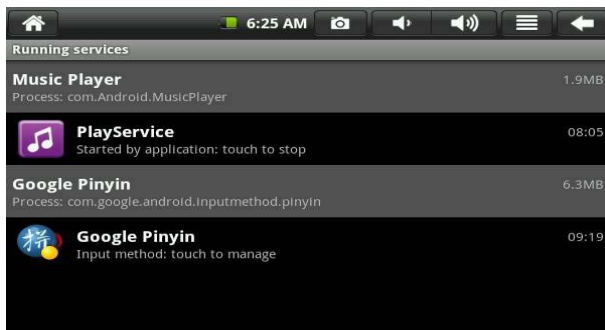 6:25 AM
Running services
Music Player 1.9MB
Process: com.Android.MusicPlayer
PlayService 08:05
Started by application: touch to stop
Google Pinyin 6.3MB
Process: com.google.android.inputmethod.pinyin
拼
Google Pinyin 09:19
Input method: touch to manage